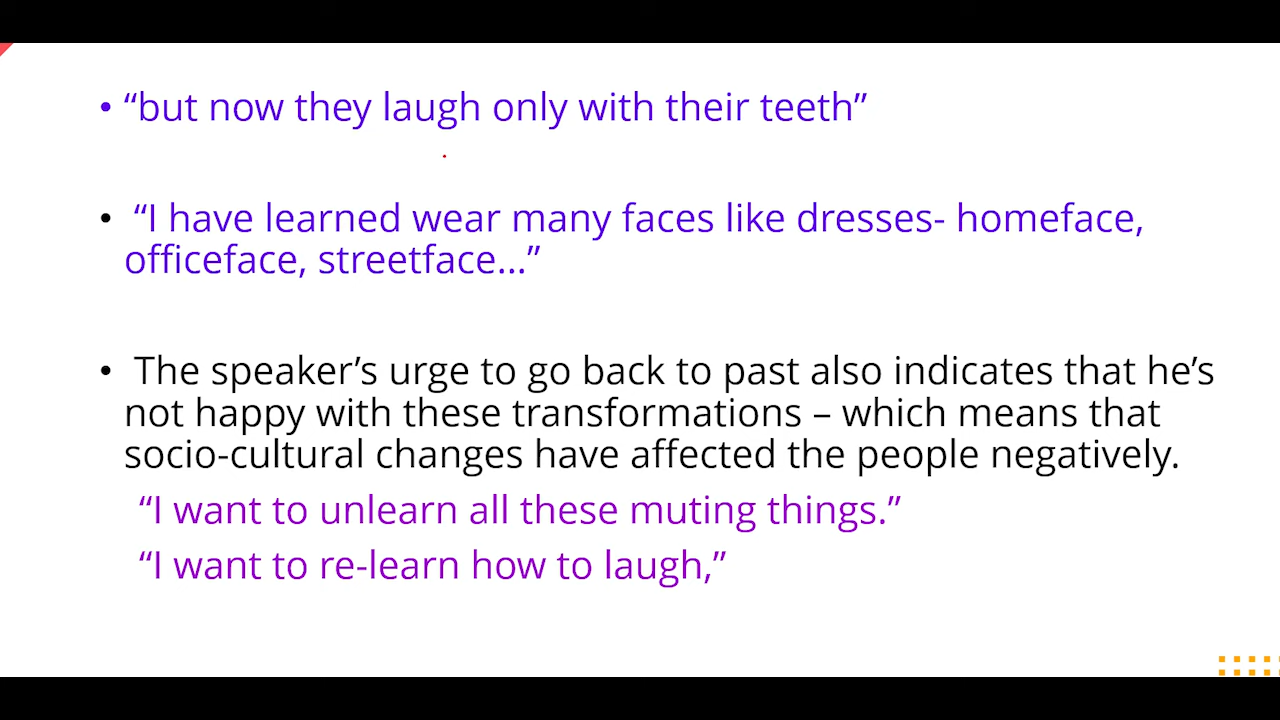 • “but now they laugh only with their teeth”
• “I have learned wear many faces like dresses- homeface,
officeface, streetface…”
• The speaker’s urge to go back to past also indicates that he’s
not happy with these transformations – which means that
socio-cultural changes have affected the people negatively.
“I want to unlearn all these muting things.”
“I want to re-learn how to laugh,”